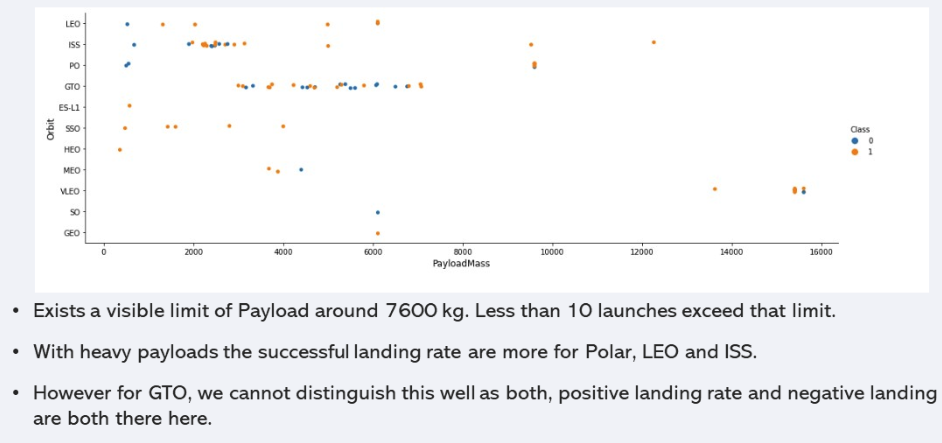 LEO
ISS
PO
GTO
ES-L1
SSO
HEO
MEO
VLEO
SO
GEO
Orbit
0 2000 4000 6000 8000 10000 12000 14000 16000
PayloadMass
Class
0
1
• Exists a visible limit of Payload around 7600 kg. Less than 10 launches exceed that limit.
• With heavy payloads the successful landing rate are more for Polar, LEO and ISS.
• However for GTO, we cannot distinguish this well as both, positive landing rate and negative landing
are both there here.